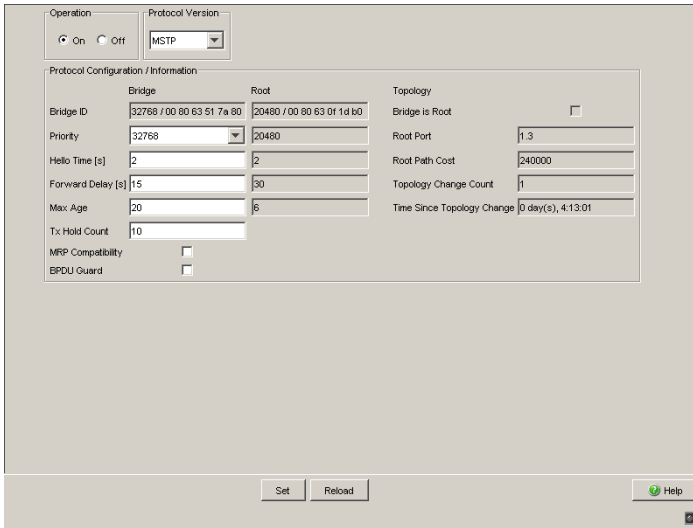 Operation Protocol Version
On Off MSTP
Protocol Configuration / Information
Bridge Root Topology
Bridge ID 32768 / 00 80 63 51 7a 80 20480 / 00 80 63 0f 1d b0 Bridge is Root
Priority 32768 20480 Root Port 1.3
Hello Time [s] 2 2 Root Path Cost 240000
Forward Delay [s] 15 30 Topology Change Count 1
Max Age 20 6 Time Since Topology Change 0 day(s), 4:13:01
Tx Hold Count 10
MRP Compatibility
BPDU Guard
Set Reload Help